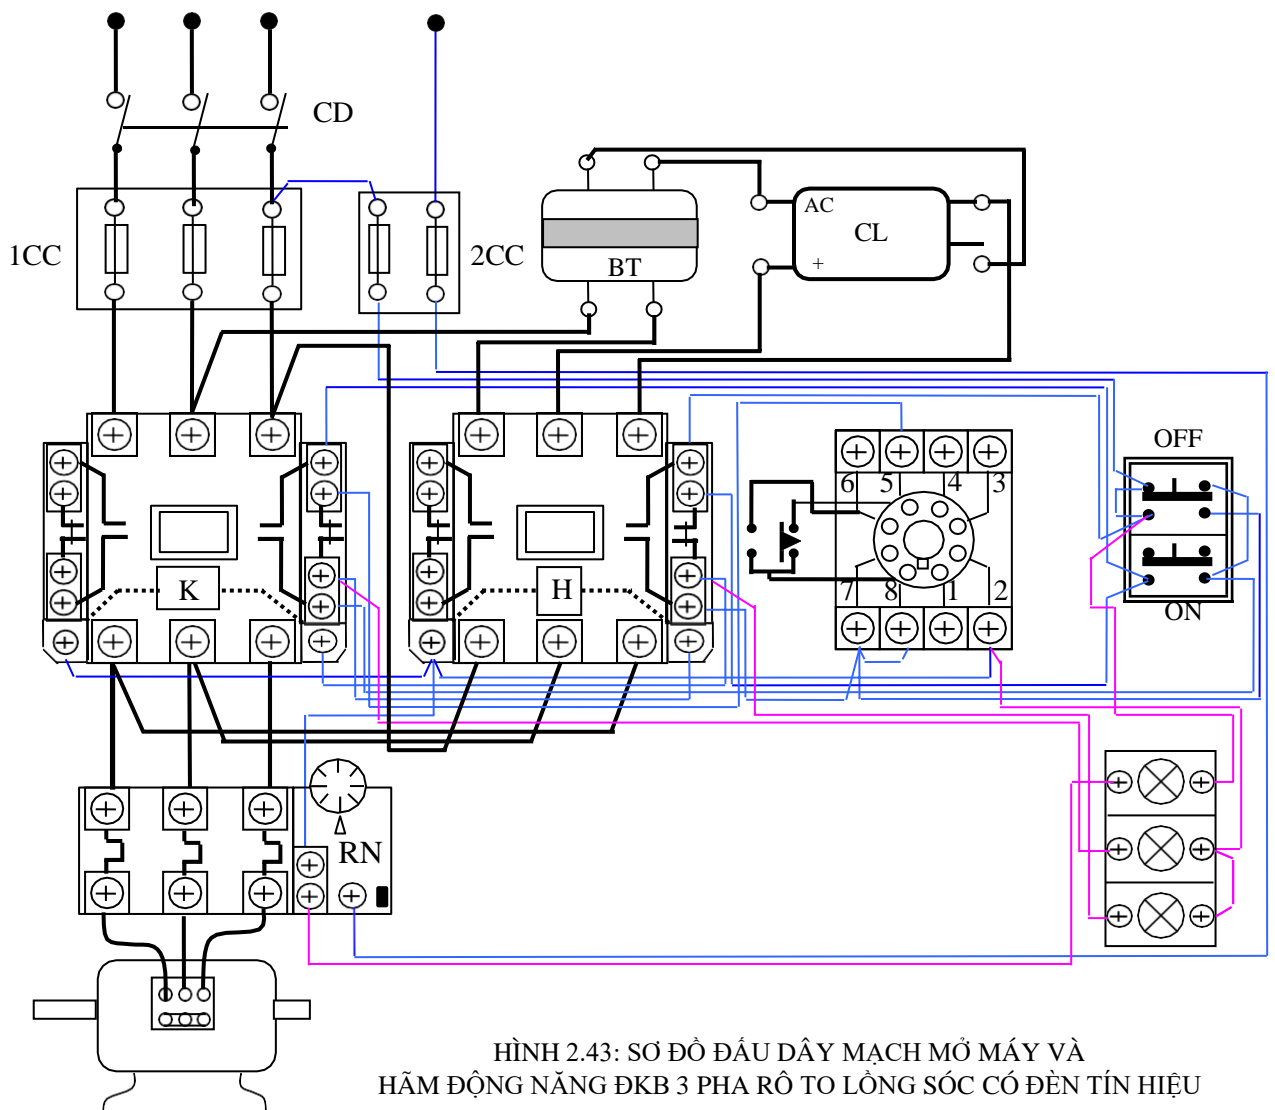 CD
AC
CL
1CC
2CC
BT
+
OFF
6
5
4
3
K
H
7
8
1
2
ON
RN
HÌNH 2.43: SƠ ĐỒ ĐẤU DÂY MẠCH MỞ MÁY VÀ
HÃM ĐỘNG NĂNG ĐKB 3 PHA RÔ TO LỒNG SÓC CÓ ĐÈN TÍN HIỆU